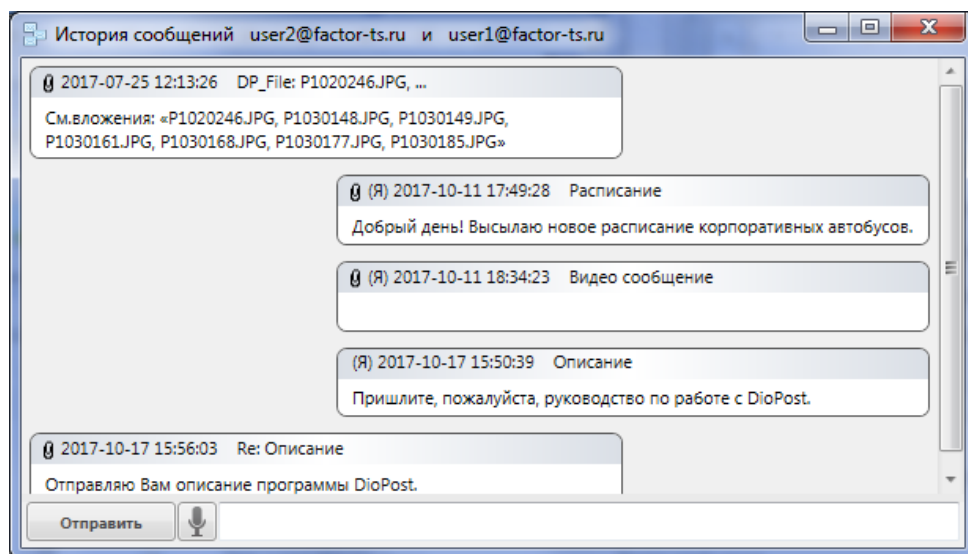 История сообщений user2@factor-ts.ru и user1@factor-ts.ru
2017-07-25 12:13:26 DP_File: P1020246.JPG, ...
См.вложения: «P1020246.JPG, P1030148.JPG, P1030149.JPG,
P1030161.JPG, P1030168.JPG, P1030177.JPG, P1030185.JPG»
(Я) 2017-10-11 17:49:28 Расписание
Добрый день! Высылаю новое расписание корпоративных автобусов.
(Я) 2017-10-11 18:34:23 Видео сообщение
(Я) 2017-10-17 15:50:39 Описание
Пришлите, пожалуйста, руководство по работе с DioPost.
2017-10-17 15:56:03 Re: Описание
Отправляю Вам описание программы DioPost.
Отправить